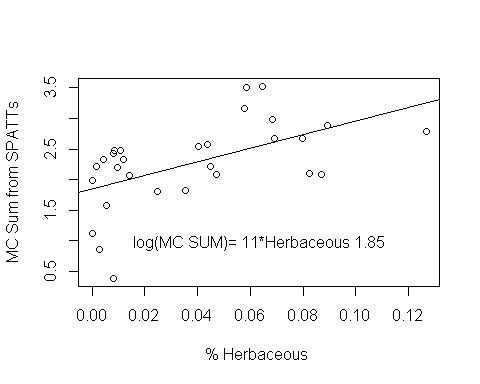 3.5
2.5
1.5
0.5
MC Sum from SPATTs
log(MC SUM)= 11*Herbaceous 1.85
0.00 0.02 0.04 0.06 0.08 0.10 0.12
% Herbaceous